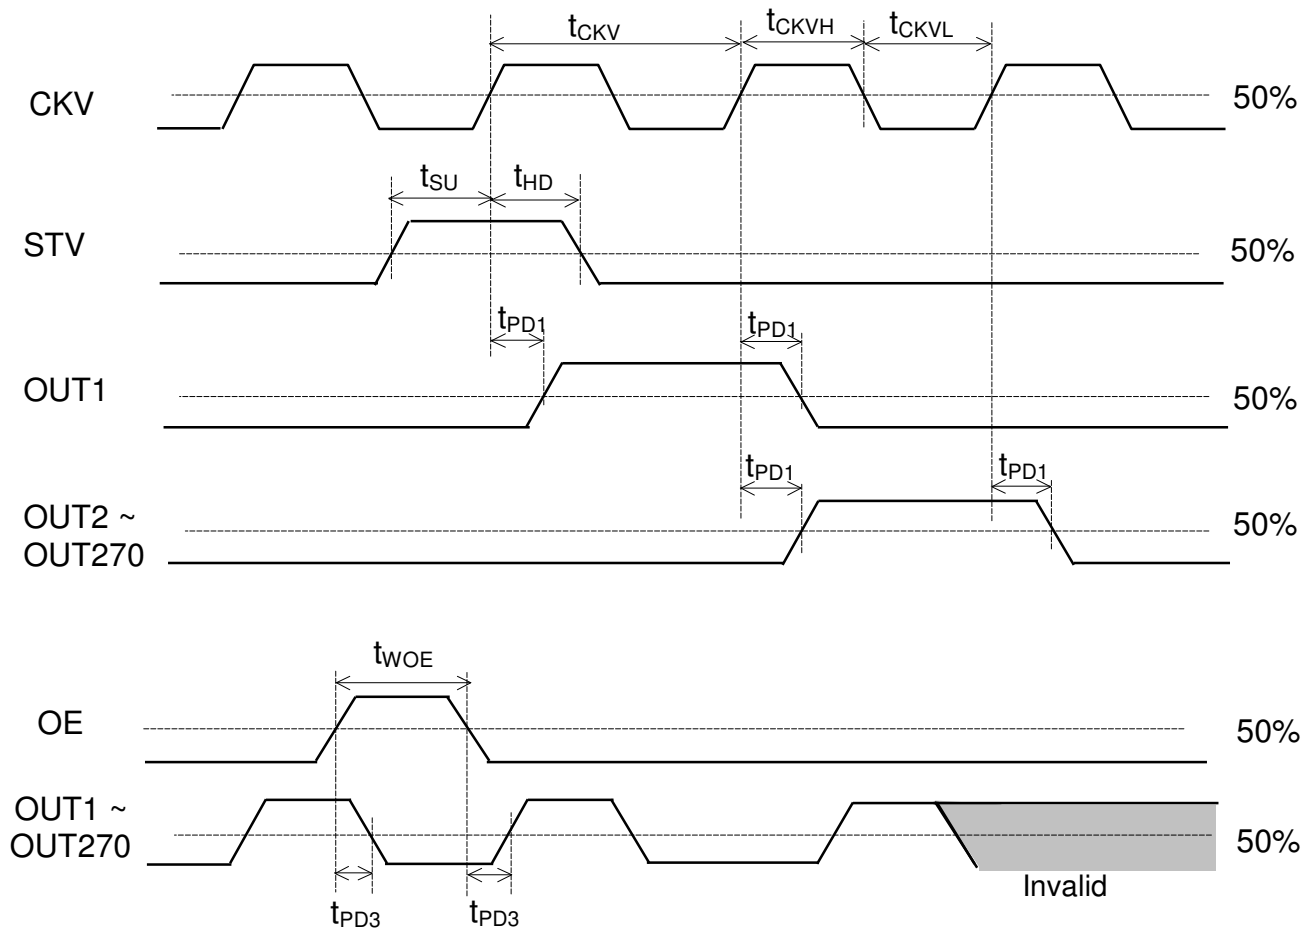 tCKV tCKVH tCKVL
CKV 50%
tSU tHD
STV 50%
tPD1 tPD1
OUT1 50%
tPD1 tPD1
OUT2 ~ 50%
OUT270
tWOE
OE 50%
OUT1 ~
OUT270 50%
Invalid
tPD3 tPD3